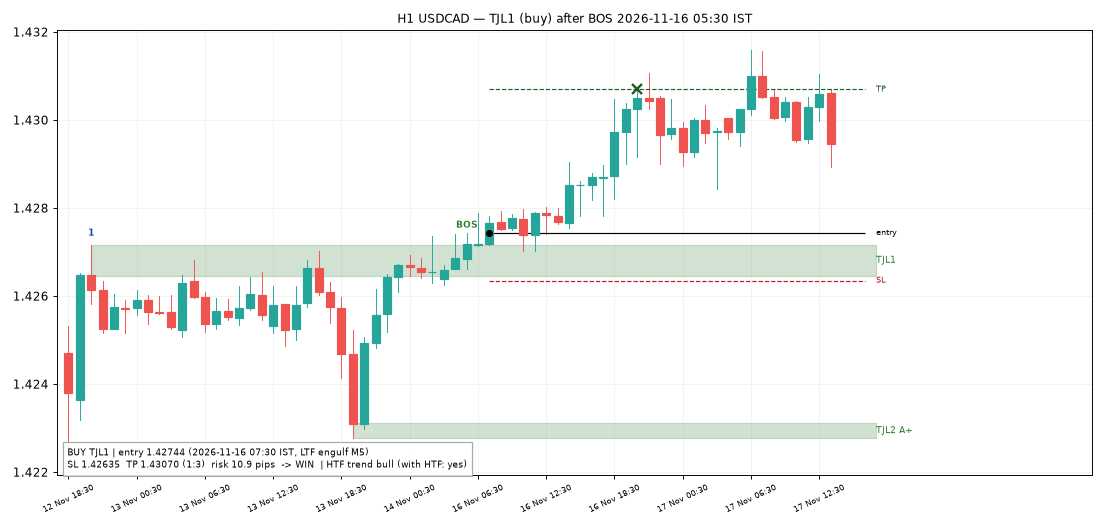 H1 USDCAD — TJL1 (buy) after BOS 2026-11-16 05:30 IST
1.432
1.430
1.428
1.426
1.424
1.422
1
BOS
TP
entry
TJL1
SL
TJL2 A+
BUY TJL1 | entry 1.42744 (2026-11-16 07:30 IST, LTF engulf M5)
SL 1.42635 TP 1.43070 (1:3) risk 10.9 pips -> WIN | HTF trend bull (with HTF: yes)
12 Nov 18:30
13 Nov 00:30
13 Nov 06:30
13 Nov 12:30
13 Nov 18:30
14 Nov 00:30
16 Nov 06:30
16 Nov 12:30
16 Nov 18:30
17 Nov 00:30
17 Nov 06:30
17 Nov 12:30